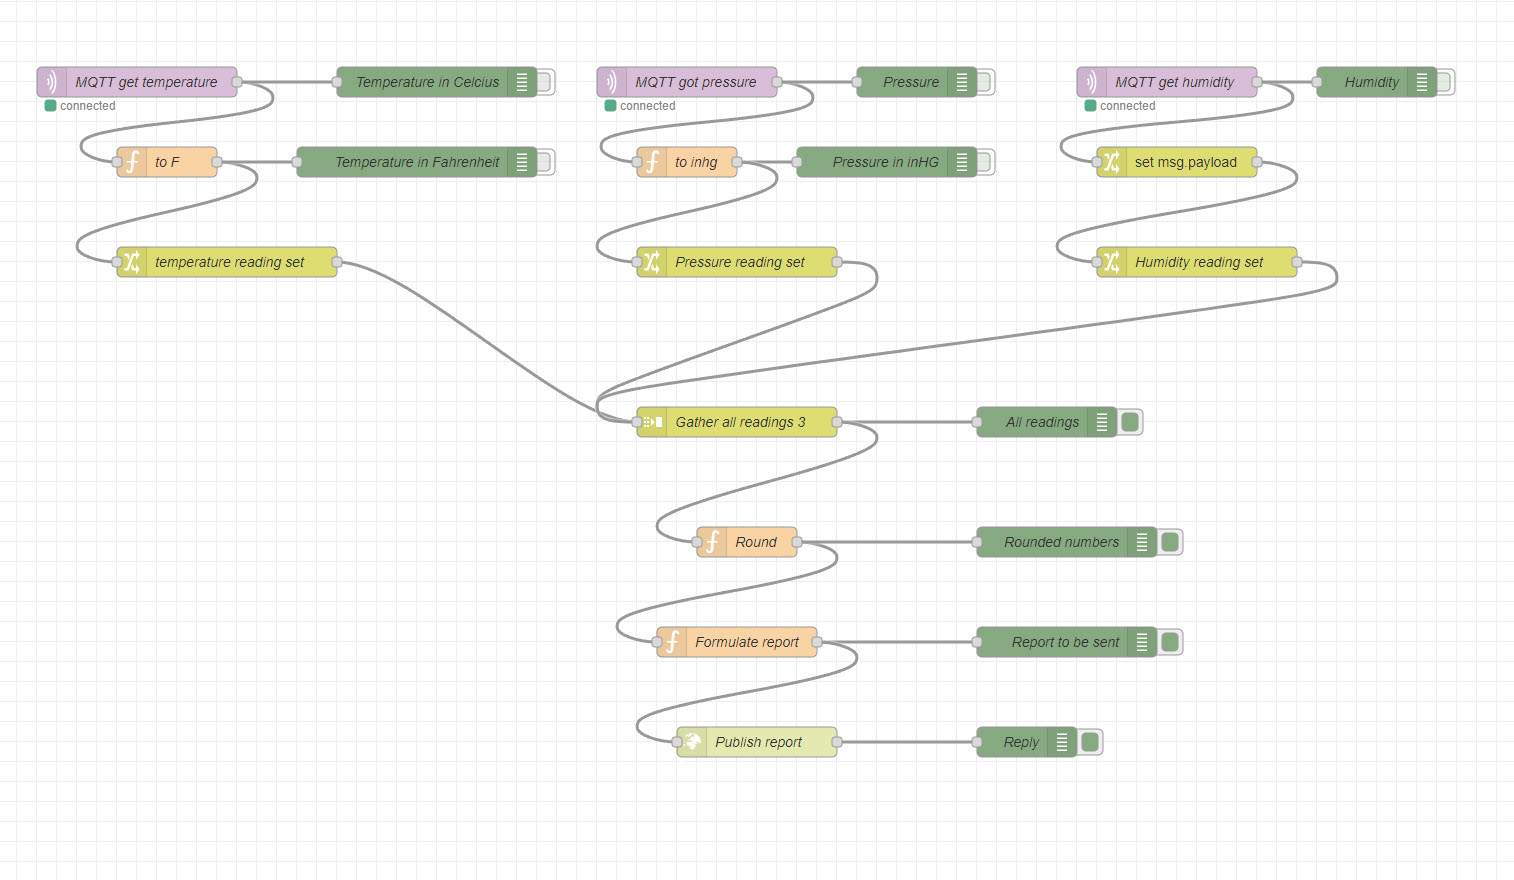 MQTT get temperature
Temperature in Celcius
MQTT got pressure
Pressure
MQTT get humidity
Humidity
connected
connected
connected
to F
Temperature in Fahrenheit
to inhg
Pressure in inHG
set msg.payload
temperature reading set
Pressure reading set
Humidity reading set
Gather all readings 3
All readings
Round
Rounded numbers
Formulate report
Report to be sent
Publish report
Reply